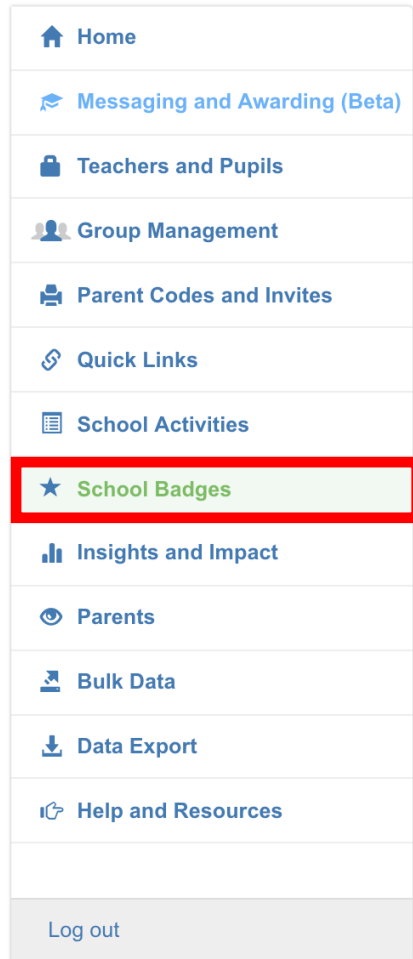 Home
Messaging and Awarding (Beta)
Teachers and Pupils
Group Management
Parent Codes and Invites
Quick Links
School Activities
School Badges
Insights and Impact
Parents
Bulk Data
Data Export
Help and Resources
Log out